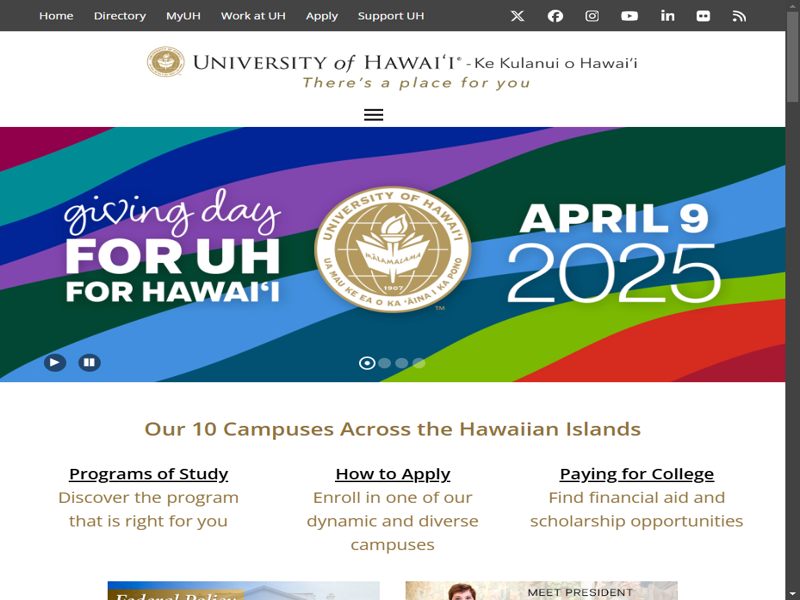 Home Directory MyUH Work at UH Apply Support UH
UNIVERSITY of HAWAIʻI® - Ke Kulanui o Hawaiʻi
There's a place for you
giving day
FOR UH
FOR HAWAIʻI
UNIVERSITY OF HAWAIʻI
MĀLAMALAMA
1907
UA MAU KE EA O KA ʻĀINA I KA PONO
TM
APRIL 9
2025
Our 10 Campuses Across the Hawaiian Islands
Programs of Study
Discover the program
that is right for you
How to Apply
Enroll in one of our
dynamic and diverse
campuses
Paying for College
Find financial aid and
scholarship opportunities
Federal Policy
MEET PRESIDENT